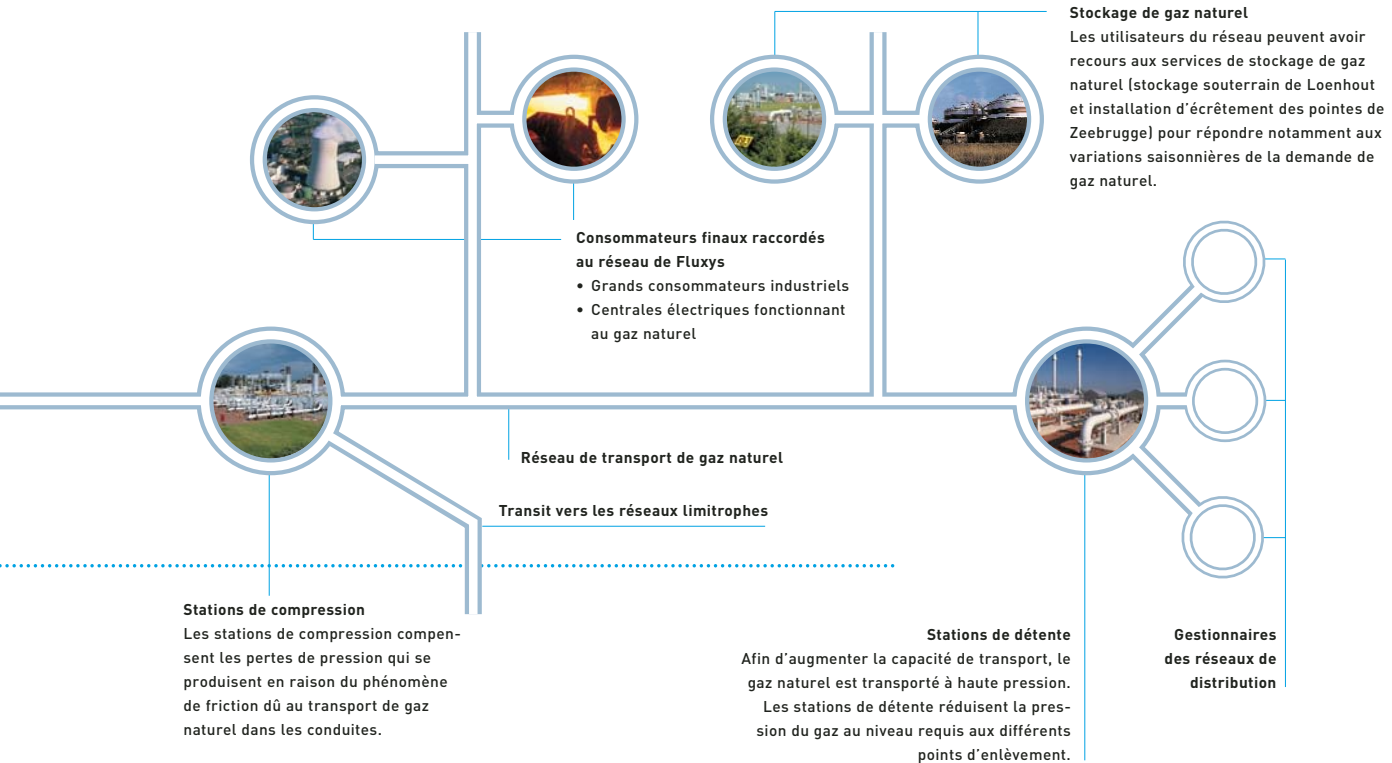 Stockage de gaz naturel
Les utilisateurs du réseau peuvent avoir
recours aux services de stockage de gaz
naturel (stockage souterrain de Loenhout
et installation d'écrêtement des pointes de
Zeebrugge) pour répondre notamment aux
variations saisonnières de la demande de
gaz naturel.
Consommateurs finaux raccordés
au réseau de Fluxys
• Grands consommateurs industriels
• Centrales électriques fonctionnant
au gaz naturel
Réseau de transport de gaz naturel
Transit vers les réseaux limitrophes
Stations de compression
Les stations de compression compen-
sent les pertes de pression qui se
produisent en raison du phénomène
de friction dû au transport de gaz
naturel dans les conduites.
Stations de détente
Afin d'augmenter la capacité de transport, le
gaz naturel est transporté à haute pression.
Les stations de détente réduisent la pres-
sion du gaz au niveau requis aux différents
points d'enlèvement.
Gestionnaires
des réseaux de
distribution